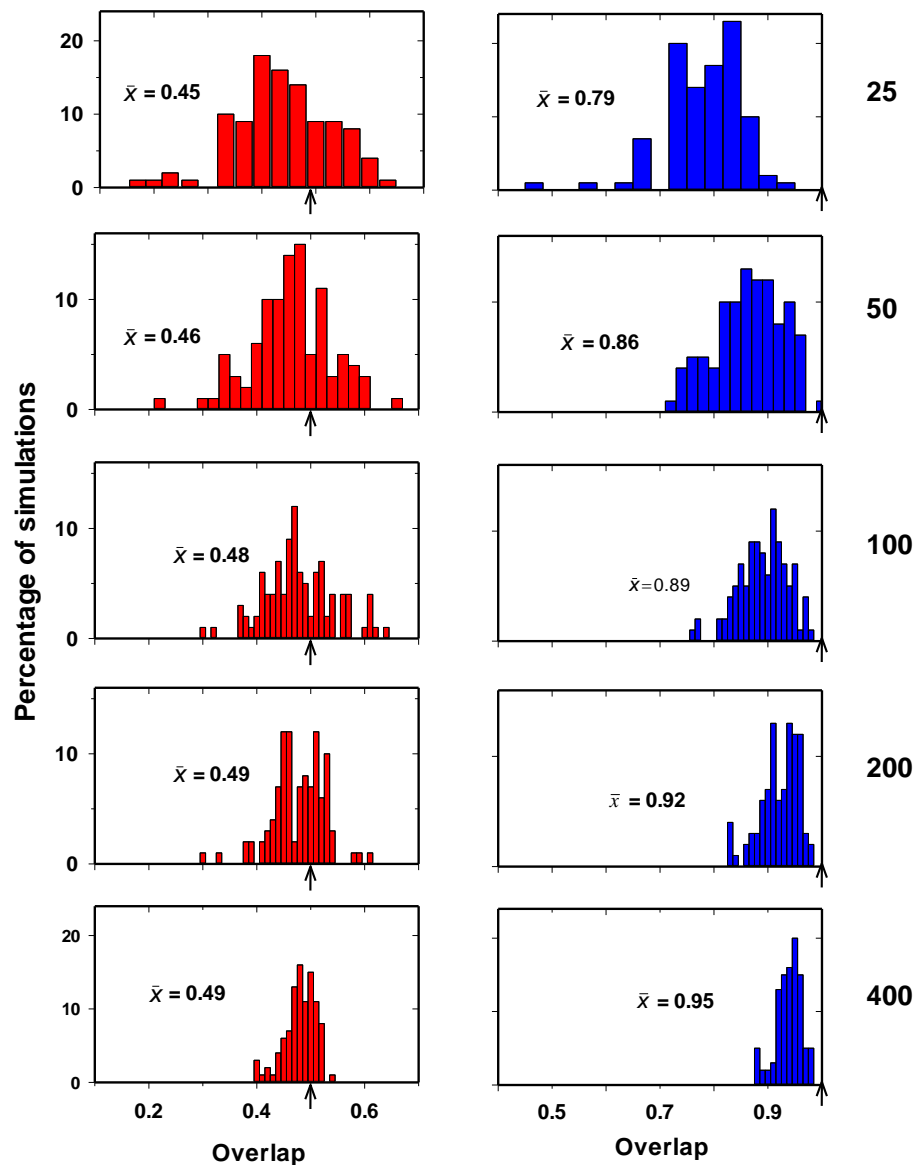 20
10
0
x̄ = 0.45
x̄ = 0.79
25
10
0
x̄ = 0.46
x̄ = 0.86
50
Percentage of simulations
10
0
x̄ = 0.48
x̄=0.89
100
10
0
x̄ = 0.49
x̄ = 0.92
200
20
10
0
x̄ = 0.49
x̄ = 0.95
400
0.2 0.4 0.6
0.5 0.7 0.9
Overlap
Overlap